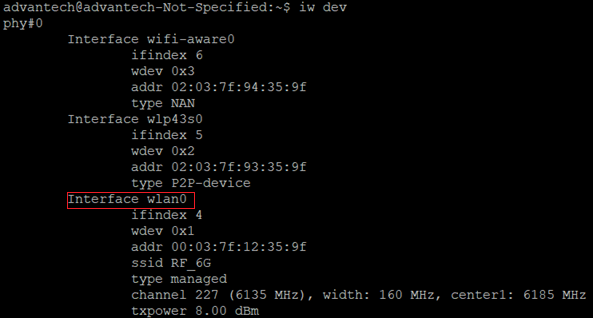 advantech@advantech-Not-Specified:~$ iw dev
phy#0
Interface wifi-aware0
ifindex 6
wdev 0x3
addr 02:03:7f:94:35:9f
type NAN
Interface wlp43s0
ifindex 5
wdev 0x2
addr 02:03:7f:93:35:9f
type P2P-device
Interface wlan0
ifindex 4
wdev 0x1
addr 00:03:7f:12:35:9f
ssid RF_6G
type managed
channel 227 (6135 MHz), width: 160 MHz, center1: 6185 MHz
txpower 8.00 dBm